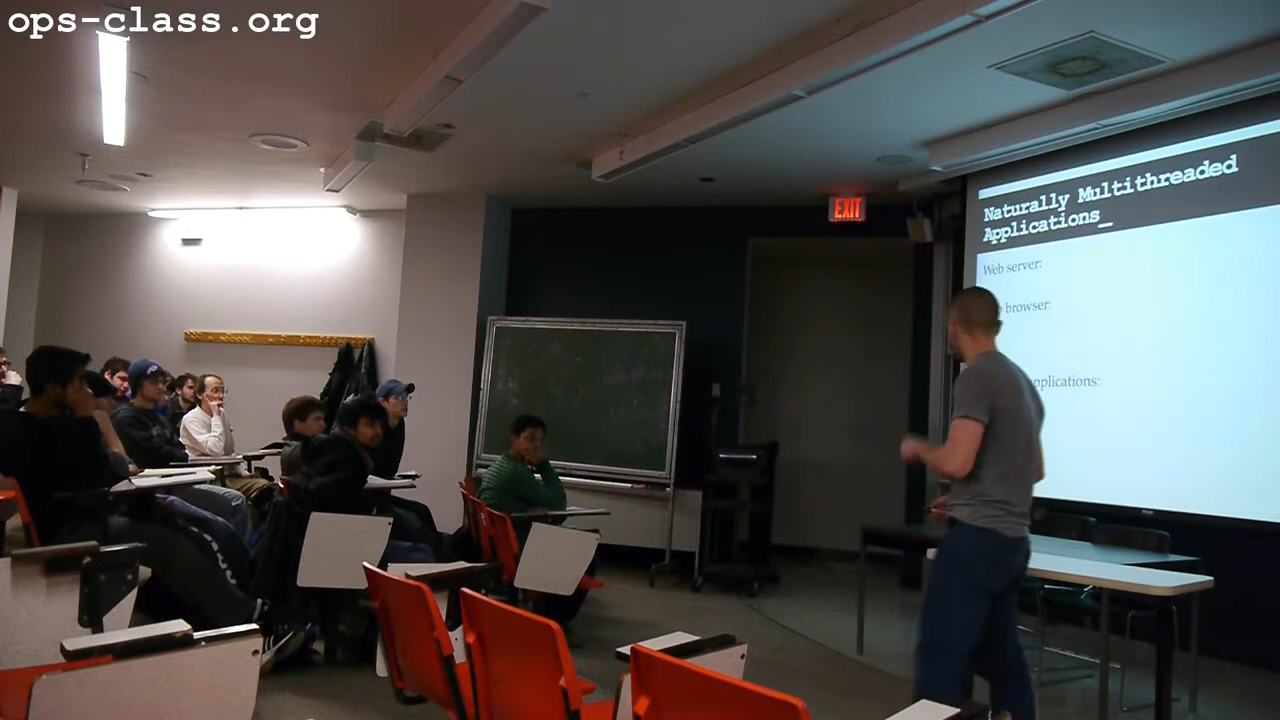 ops-class.org
EXIT
Naturally Multithreaded
Applications_
Web server:
browser:
applications: